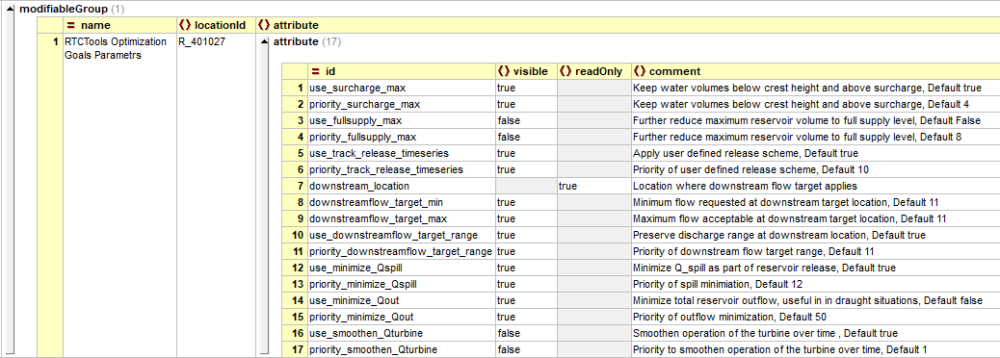 modifiableGroup (1)
= name {} locationId {} attribute
1 RTCTools Optimization R_401027 attribute (17)
Goals Parametrs
= id {} visible {} readOnly {} comment
1 use_surcharge_max true Keep water volumes below crest height and above surcharge, Default true
2 priority_surcharge_max true Keep water volumes below crest height and above surcharge, Default 4
3 use_fullsupply_max false Further reduce maximum reservoir volume to full supply level, Default False
4 priority_fullsupply_max false Further reduce maximum reservoir volume to full supply level, Default 8
5 use_track_release_timeseries true Apply user defined release scheme, Default true
6 priority_track_release_timeseries true Priority of user defined release scheme, Default 10
7 downstream_location true Location where downstream flow target applies
8 downstreamflow_target_min true Minimum flow requested at downstream target location, Default 11
9 downstreamflow_target_max true Maximum flow acceptable at downstream target location, Default 11
10 use_downstreamflow_target_range true Preserve discharge range at downstream location, Default true
11 priority_downstreamflow_target_range true Priority of downstream flow target range, Default 11
12 use_minimize_Qspill true Minimize Q_spill as part of reservoir release, Default true
13 priority_minimize_Qspill true Priority of spill minimiation, Default 12
14 use_minimize_Qout true Minimize total reservoir outflow, useful in in draught situations, Default false
15 priority_minimize_Qout true Priority of outflow minimization, Default 50
16 use_smoothen_Qturbine false Smoothen operation of the turbine over time , Default true
17 priority_smoothen_Qturbine false Priority to smoothen operation of the turbine over time, Default 1